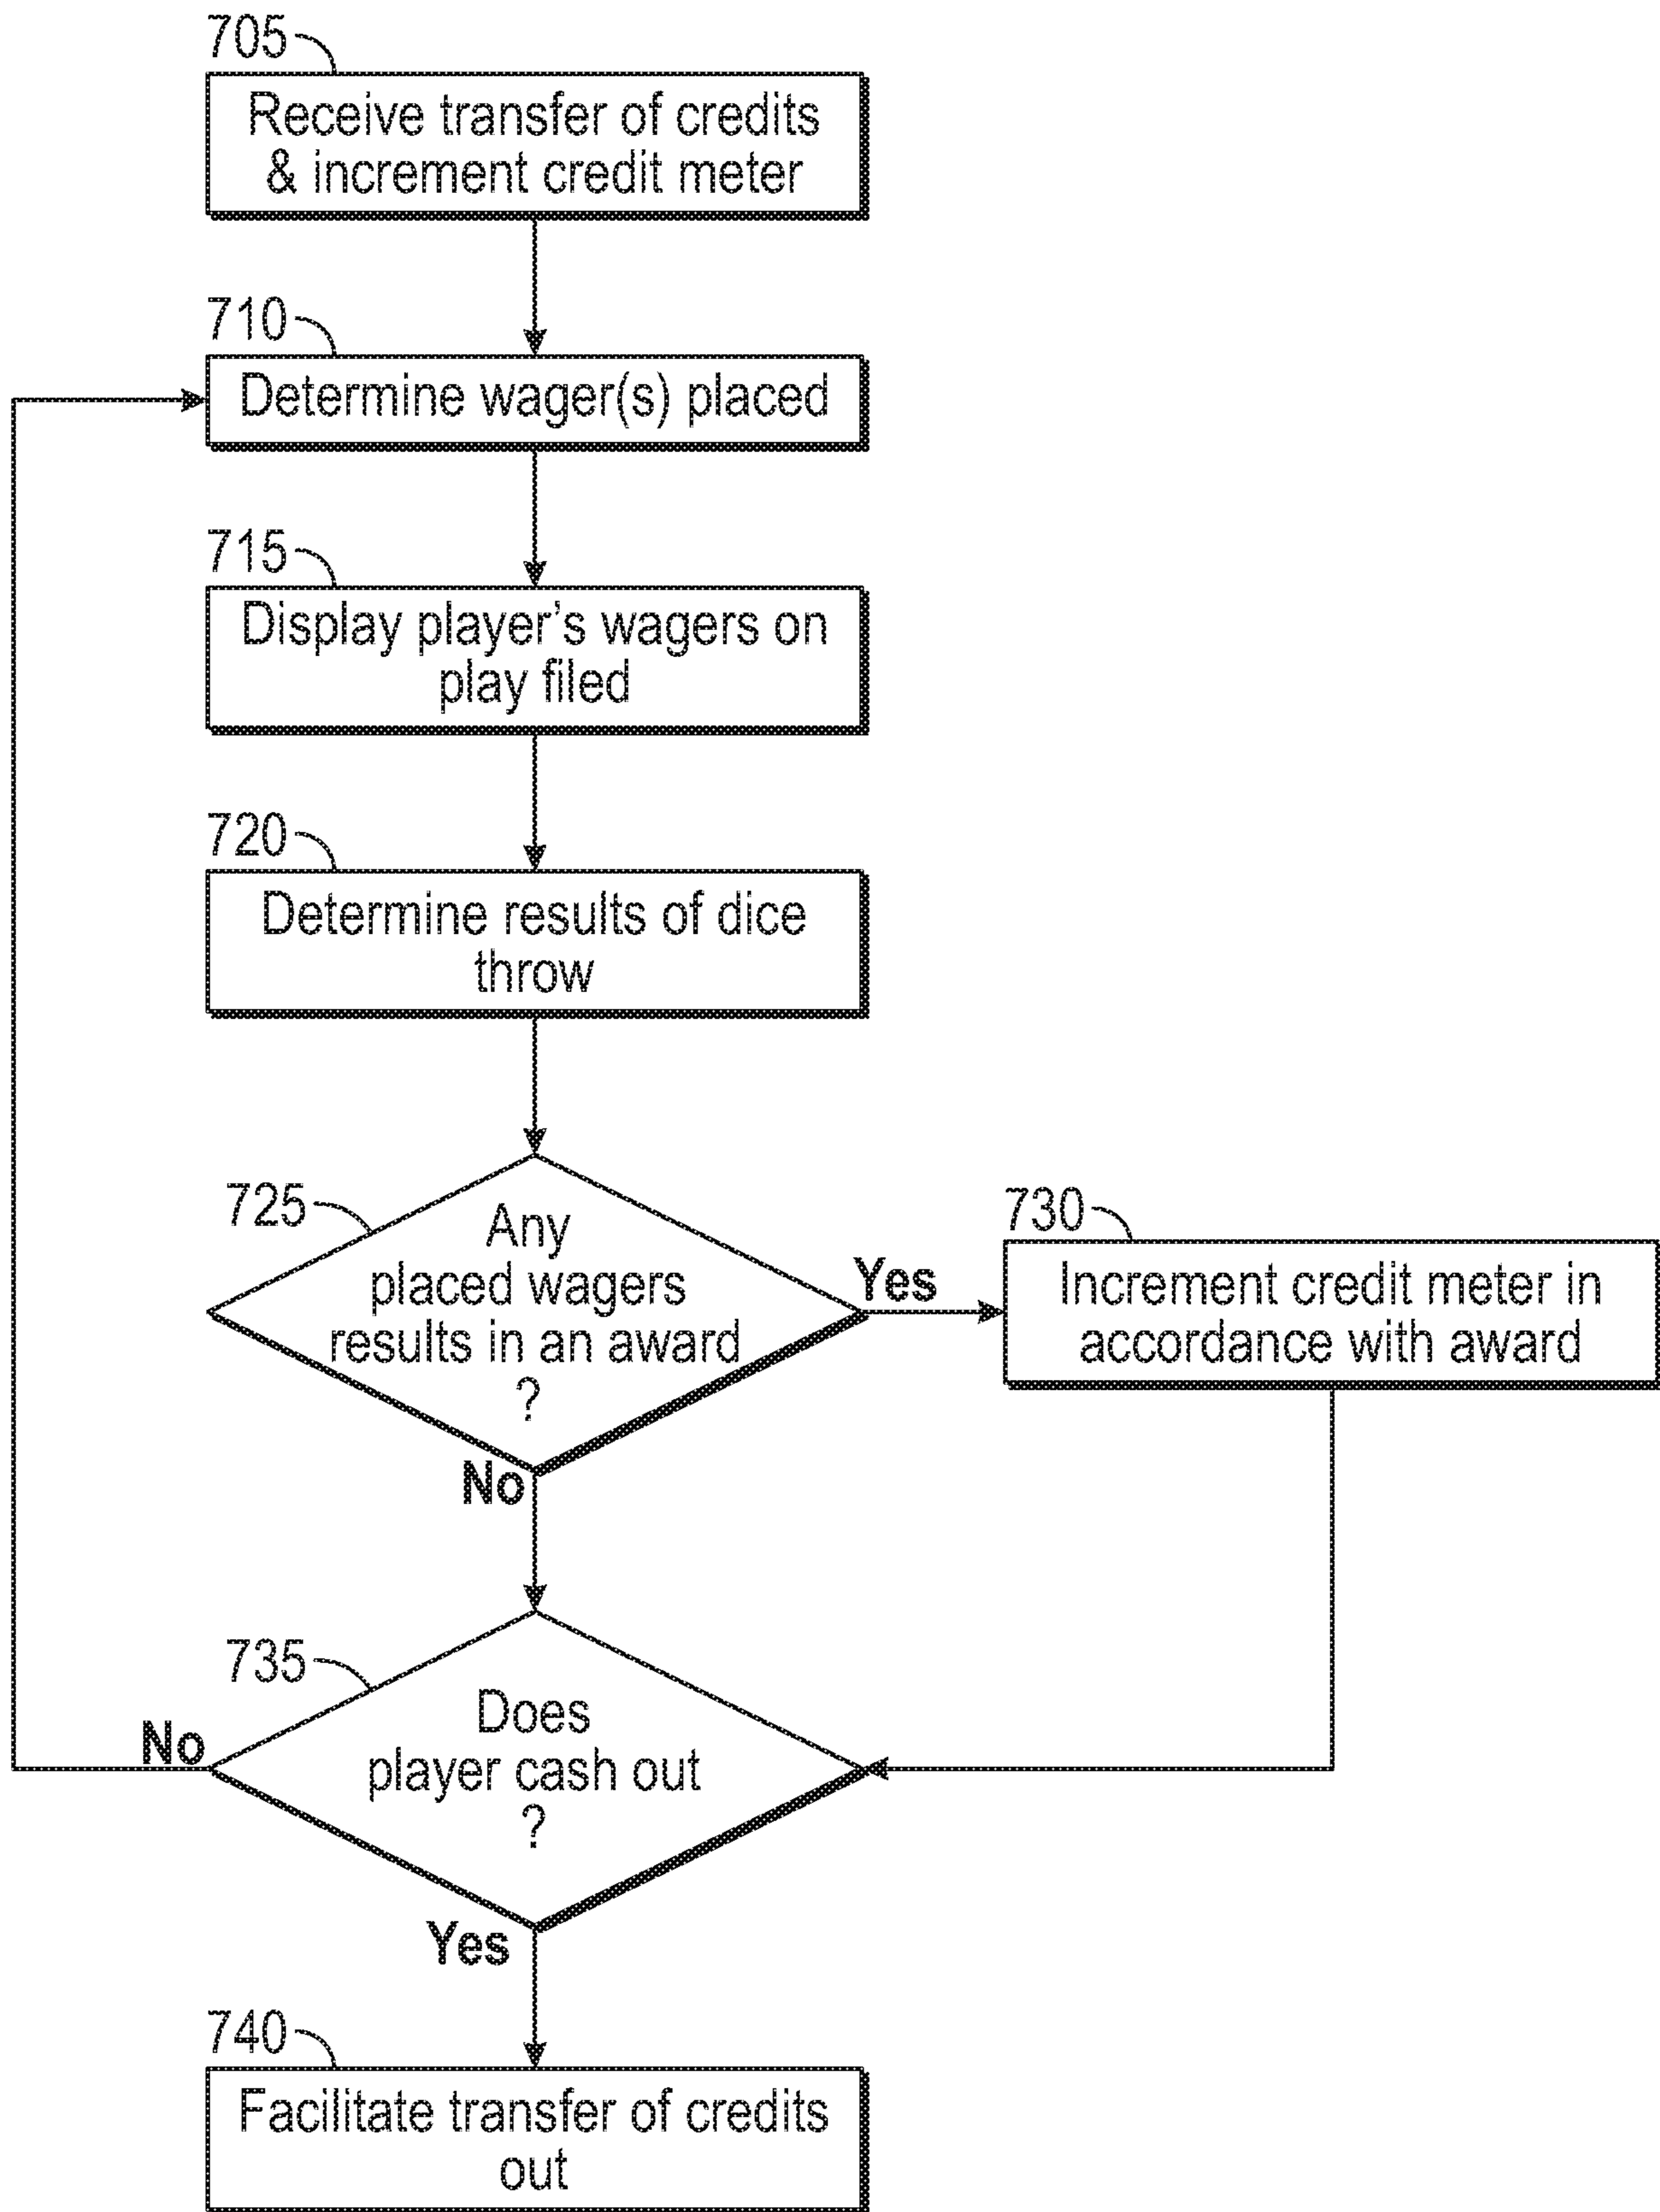 705
Receive transfer of credits
& increment credit meter
710
Determine wager(s) placed
715
Display player's wagers on
play filed
720
Determine results of dice
throw
725
Any
placed wagers
results in an award
?
Yes
730
Increment credit meter in
accordance with award
No
735
Does
player cash out
?
No
Yes
740
Facilitate transfer of credits
out